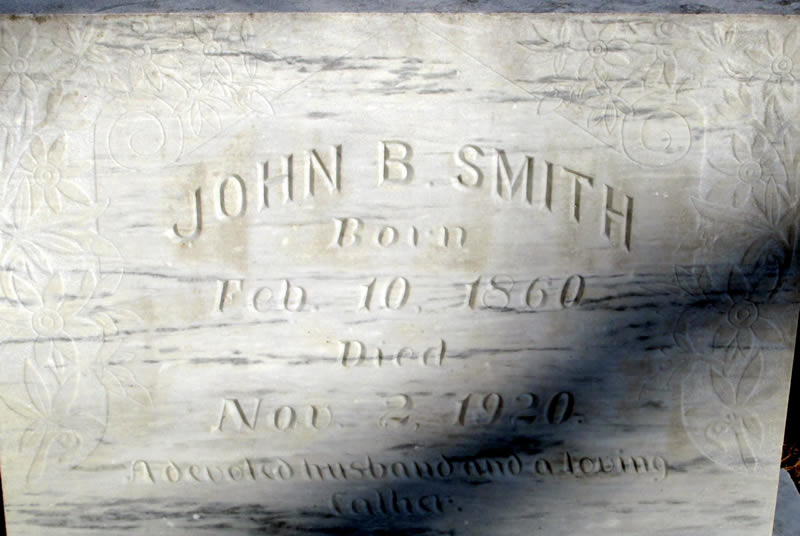 JOHN B. SMITH
Born
Feb. 10, 1860
Died
Nov. 2, 1920.
A devoted husband and a loving
father.